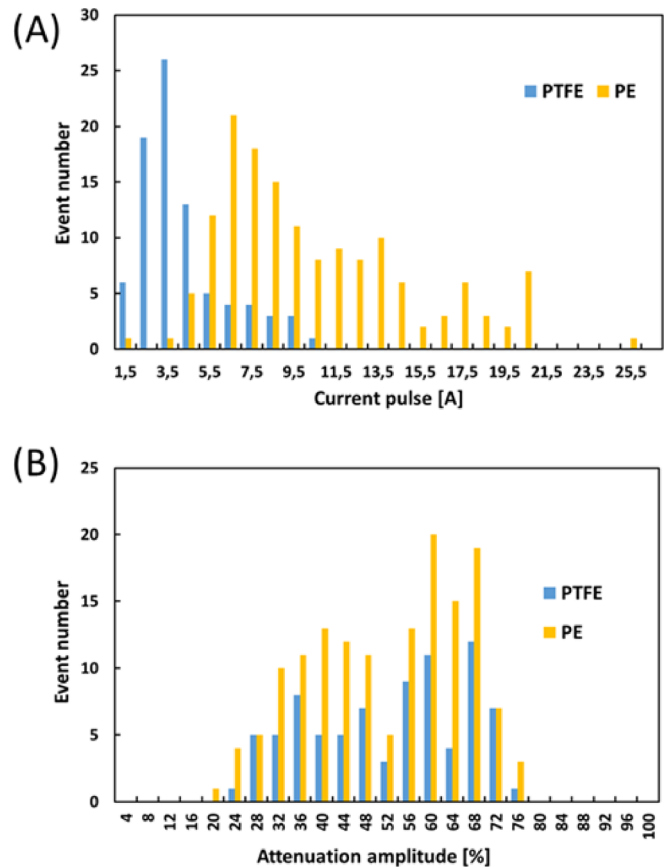 (A)
30
25
20
15
10
5
0
Event number
PTFE PE
1,5 3,5 5,5 7,5 9,5 11,5 13,5 15,5 17,5 19,5 21,5 23,5 25,5
Current pulse [A]
(B)
25
20
15
10
5
0
Event number
PTFE
PE
4 8 12 16 20 24 28 32 36 40 44 48 52 56 60 64 68 72 76 80 84 88 92 96 100
Attenuation amplitude [%]